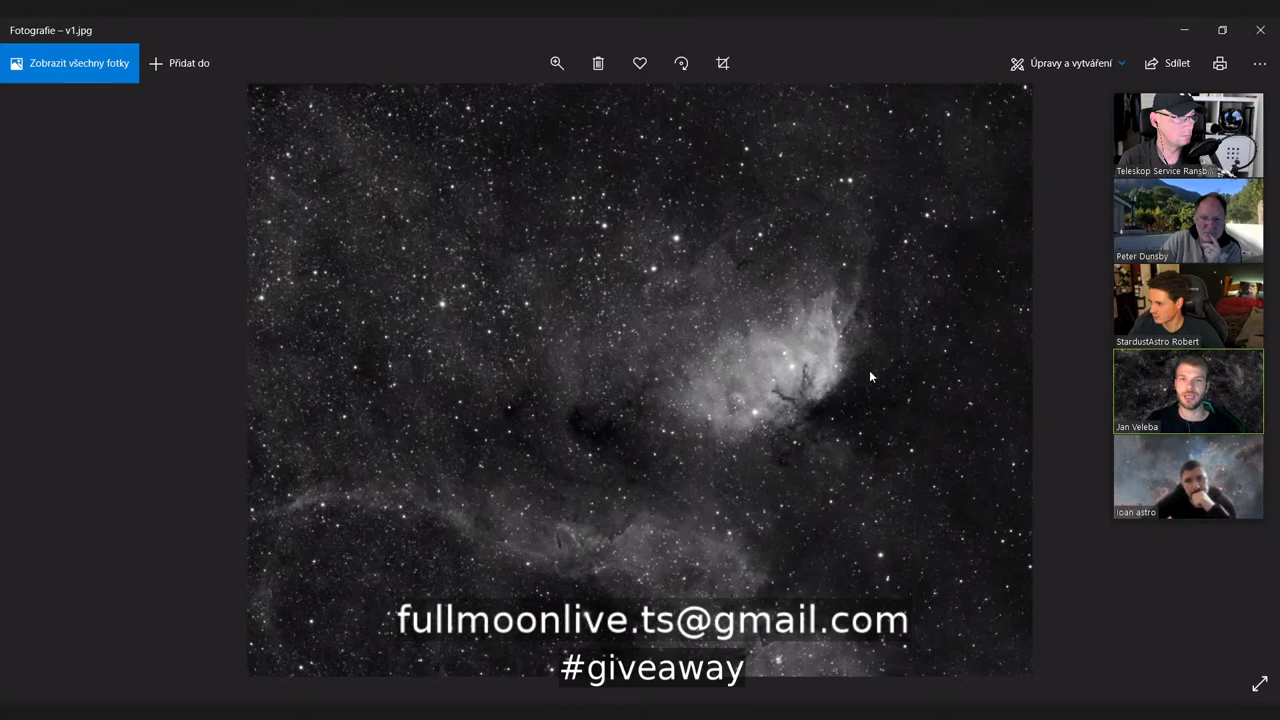 Fotografie – v1.jpg
Zobrazit všechny fotky
Přidat do
Úpravy a vytváření
Sdílet
Teleskop Service Ransb...
Peter Dunsby
StardustAstro Robert
Jan Veleba
Ioan astro
fullmoonlive.ts@gmail.com
#giveaway